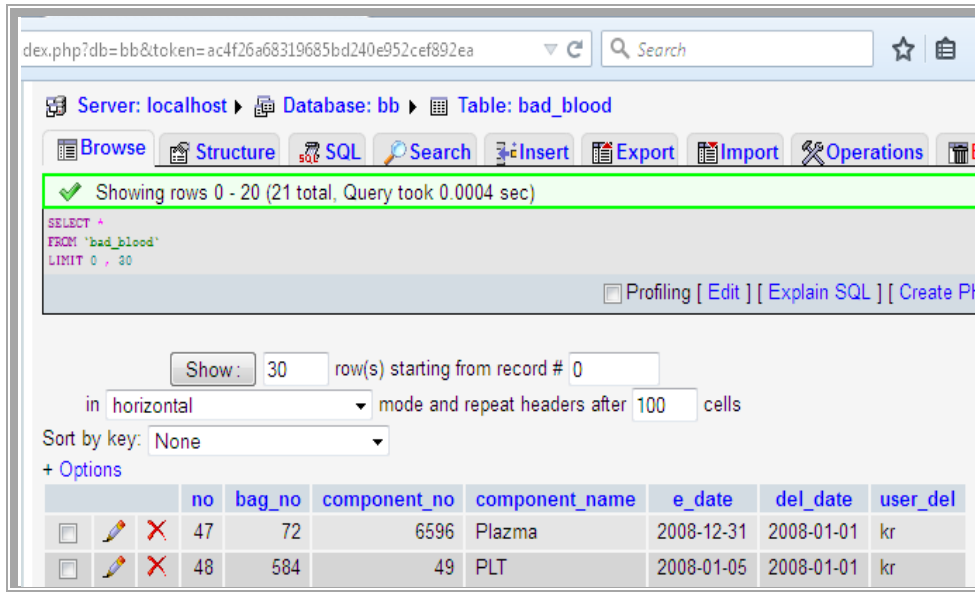 dex.php?db=bb&token=ac4f26a68319685bd240e952cef892ea Search
Server: localhost Database: bb Table: bad_blood
Browse Structure SQL Search Insert Export Import Operations
Showing rows 0 - 20 (21 total, Query took 0.0004 sec)
SELECT *
FROM `bad_blood`
LIMIT 0 , 30
Profiling [ Edit ] [ Explain SQL ] [ Create PH
Show : 30 row(s) starting from record # 0
in horizontal mode and repeat headers after 100 cells
Sort by key: None
+ Options
no bag_no component_no component_name e_date del_date user_del
47 72 6596 Plazma 2008-12-31 2008-01-01 kr
48 584 49 PLT 2008-01-05 2008-01-01 kr